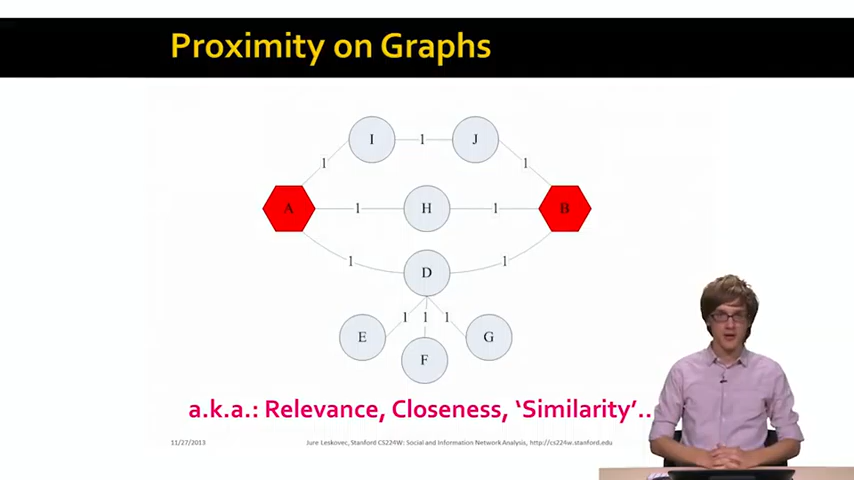 Proximity on Graphs
I 1 J
1 1
A 1 H 1 B
1 D 1
1 1 1
E F G
a.k.a.: Relevance, Closeness, ‘Similarity’..
11/27/2013 Jure Leskovec, Stanford CS224W: Social and Information Network Analysis, http://cs224w.stanford.edu